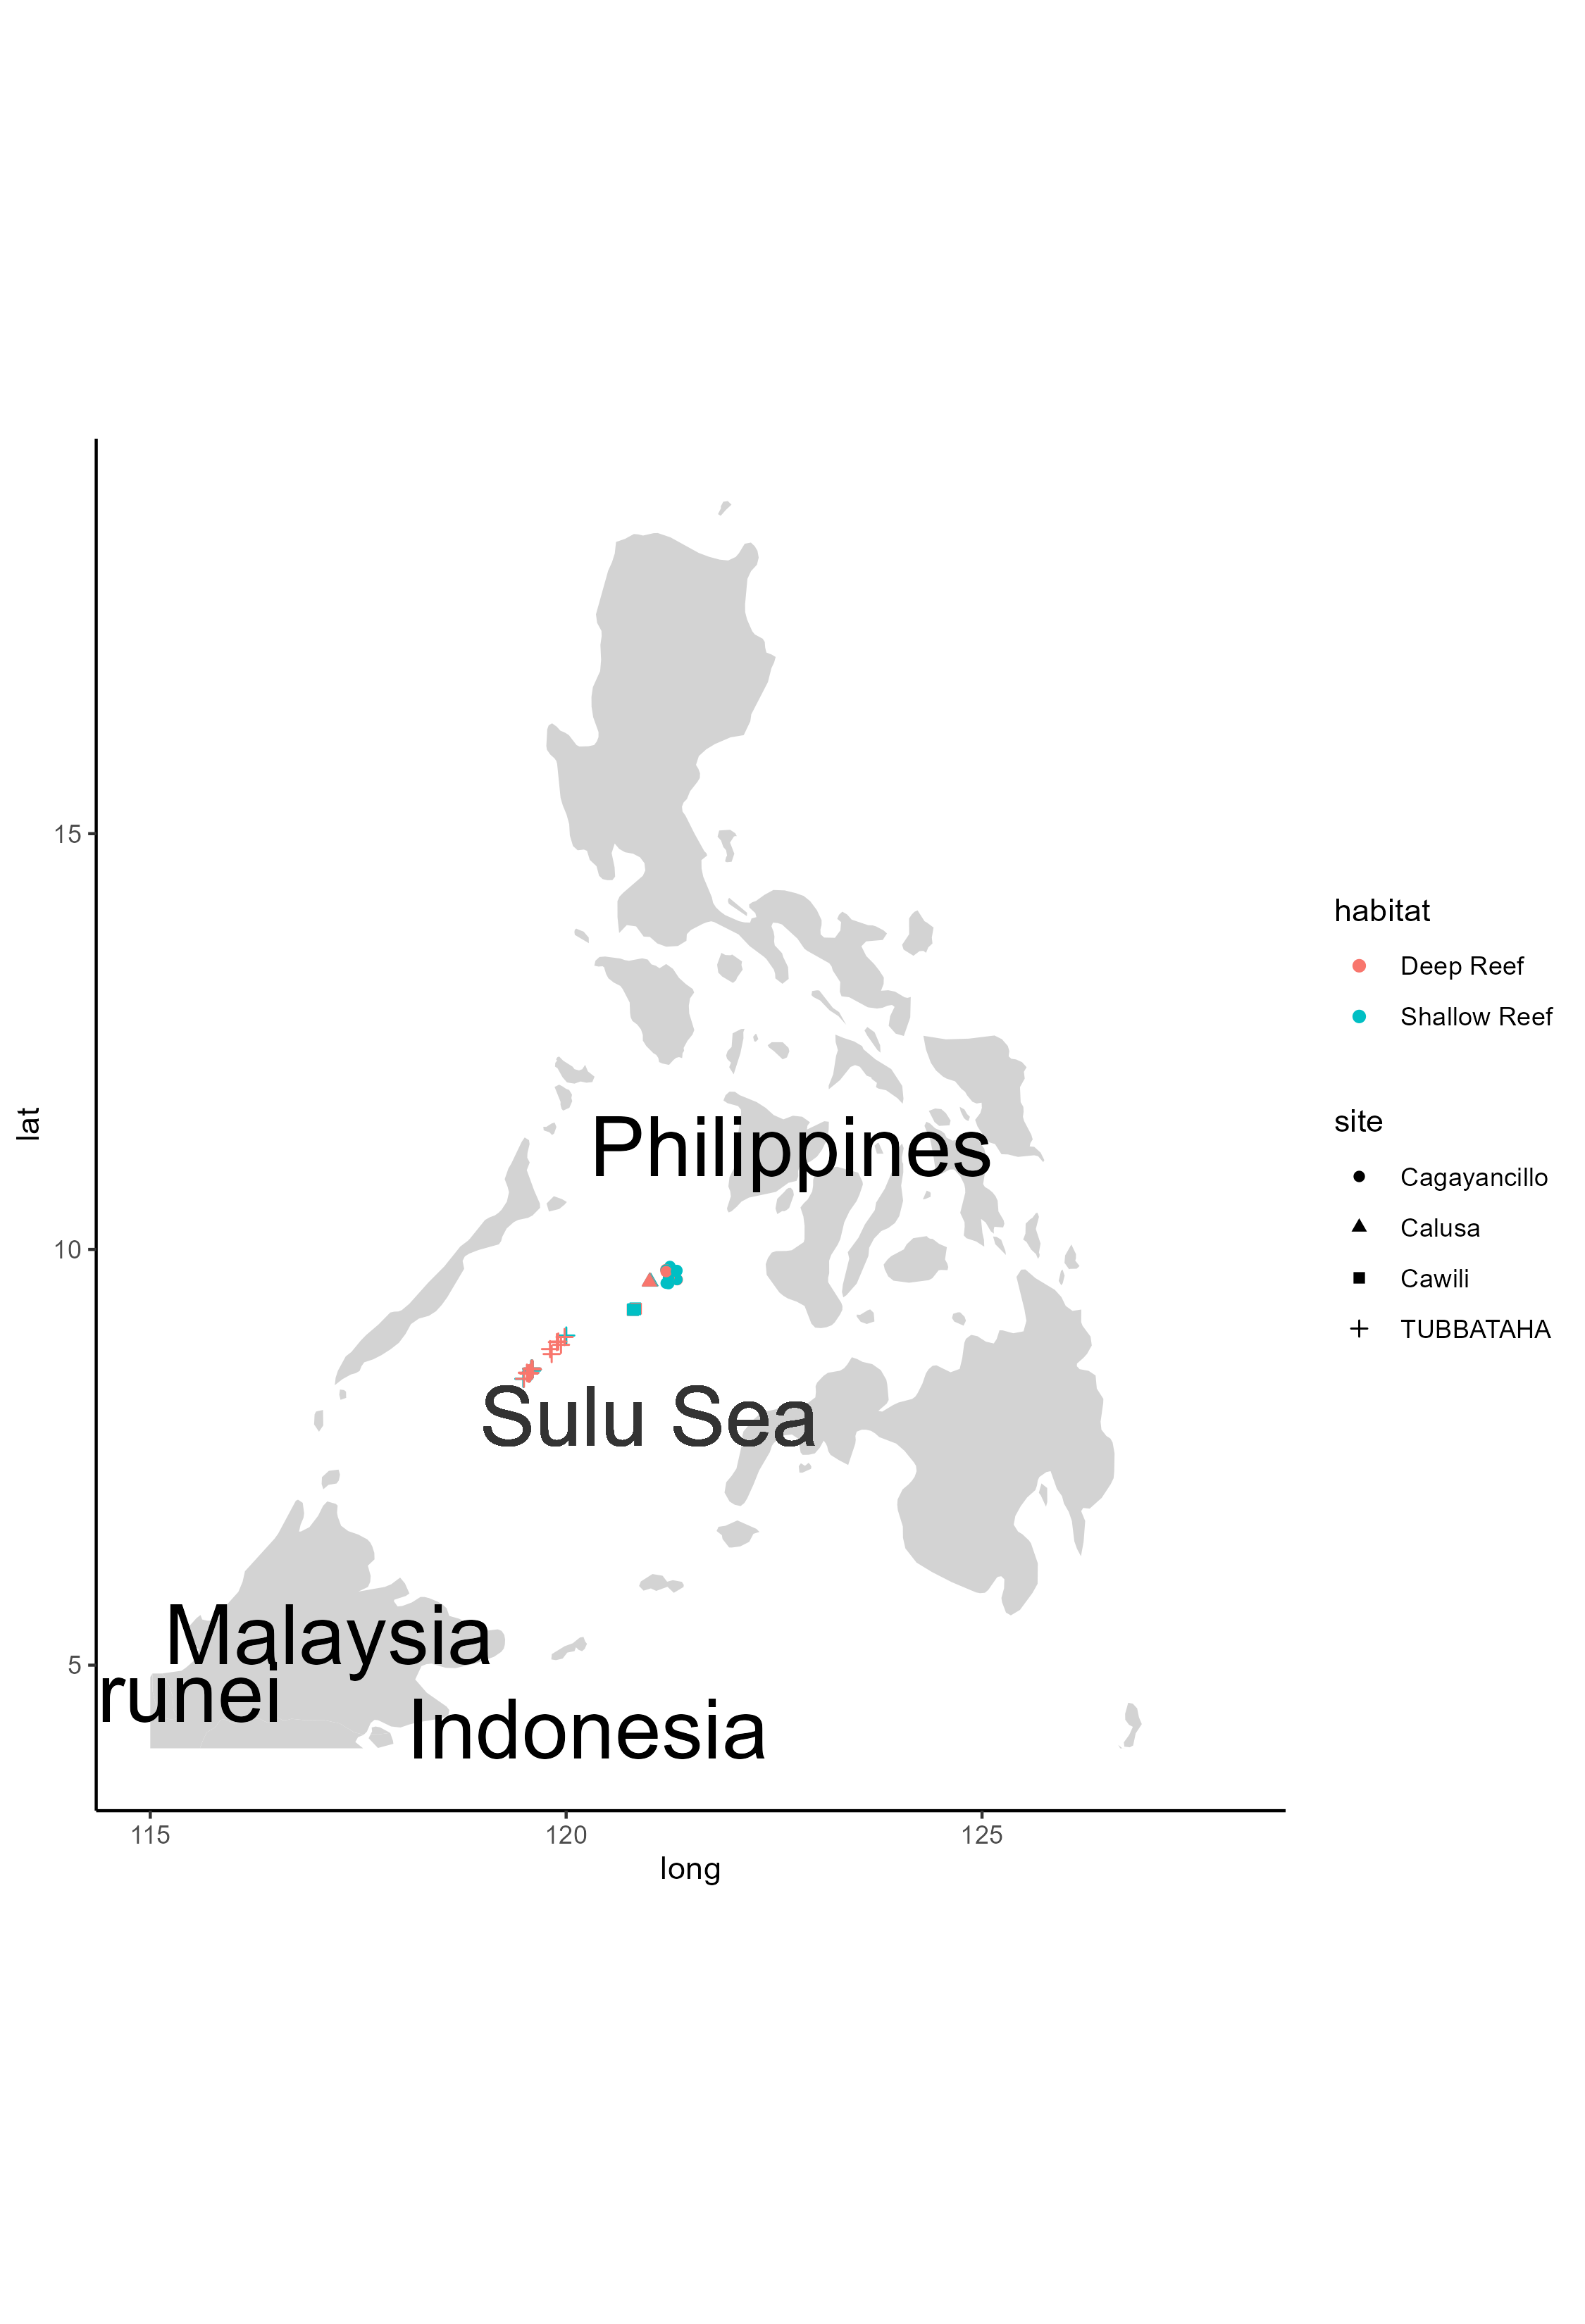 15
10
5
lat
Philippines
Sulu Sea
Malaysia
runei
Indonesia
115
120
125
long
habitat
Deep Reef
Shallow Reef
site
Cagayancillo
Calusa
Cawili
TUBBATAHA